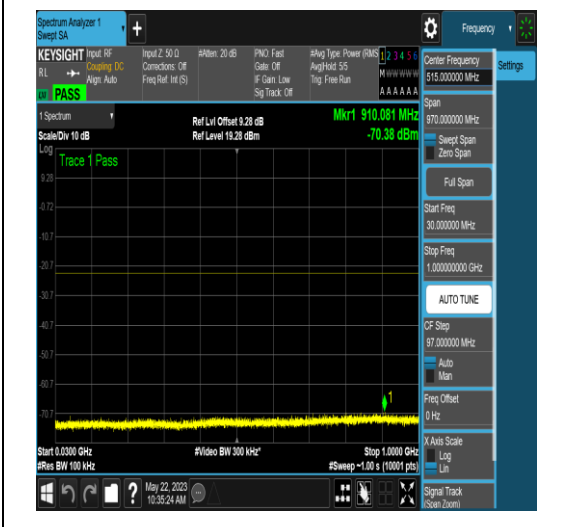 Spectrum Analyzer 1
Swept SA
+
Frequency
KEYSIGHT
RL
PASS
Input: RF
Coupling: DC
Align: Auto
Input Z: 50 Ω
Corrections: Off
Freq Ref: Int (S)
#Atten: 20 dB
PNO: Fast
Gate: Off
IF Gain: Low
Sig Track: Off
#Avg Type: Power (RMS
Avg|Hold: 5/5
Trig: Free Run
1 2 3 4 5 6
M W W W W W
A A A A A A
1 Spectrum
Scale/Div 10 dB
Ref Lvl Offset 9.28 dB
Ref Level 19.28 dBm
Mkr1 910.081 MHz
-70.38 dBm
Log
Trace 1 Pass
9.28
-0.72
-10.7
-20.7
-30.7
-40.7
-50.7
-60.7
-70.7
1
Start 0.0300 GHz
#Res BW 100 kHz
#Video BW 300 kHz*
Stop 1.0000 GHz
#Sweep ~1.00 s (10001 pts)
?
May 22, 2023
10:35:24 AM
Center Frequency
515.000000 MHz
Settings
Span
970.000000 MHz
Swept Span
Zero Span
Full Span
Start Freq
30.000000 MHz
Stop Freq
1.000000000 GHz
AUTO TUNE
CF Step
97.000000 MHz
Auto
Man
Freq Offset
0 Hz
X Axis Scale
Log
Lin
Signal Track
(Span Zoom)